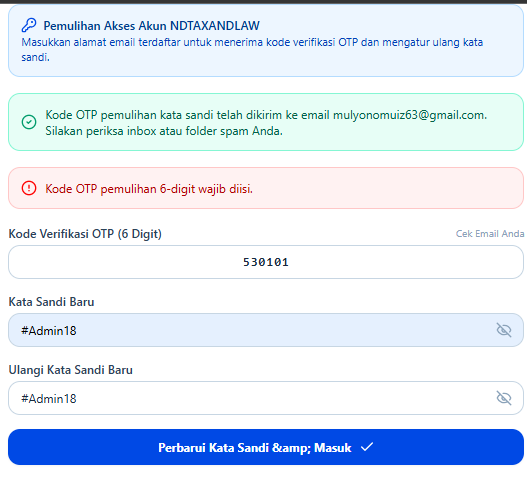 Pemulihan Akses Akun NDTAXANDLAW
Masukkan alamat email terdaftar untuk menerima kode verifikasi OTP dan mengatur ulang kata
sandi.
Kode OTP pemulihan kata sandi telah dikirim ke email mulyonomuiz63@gmail.com.
Silakan periksa inbox atau folder spam Anda.
Kode OTP pemulihan 6-digit wajib diisi.
Kode Verifikasi OTP (6 Digit)
Cek Email Anda
530101
Kata Sandi Baru
#Admin18
Ulangi Kata Sandi Baru
#Admin18
Perbarui Kata Sandi &amp; Masuk